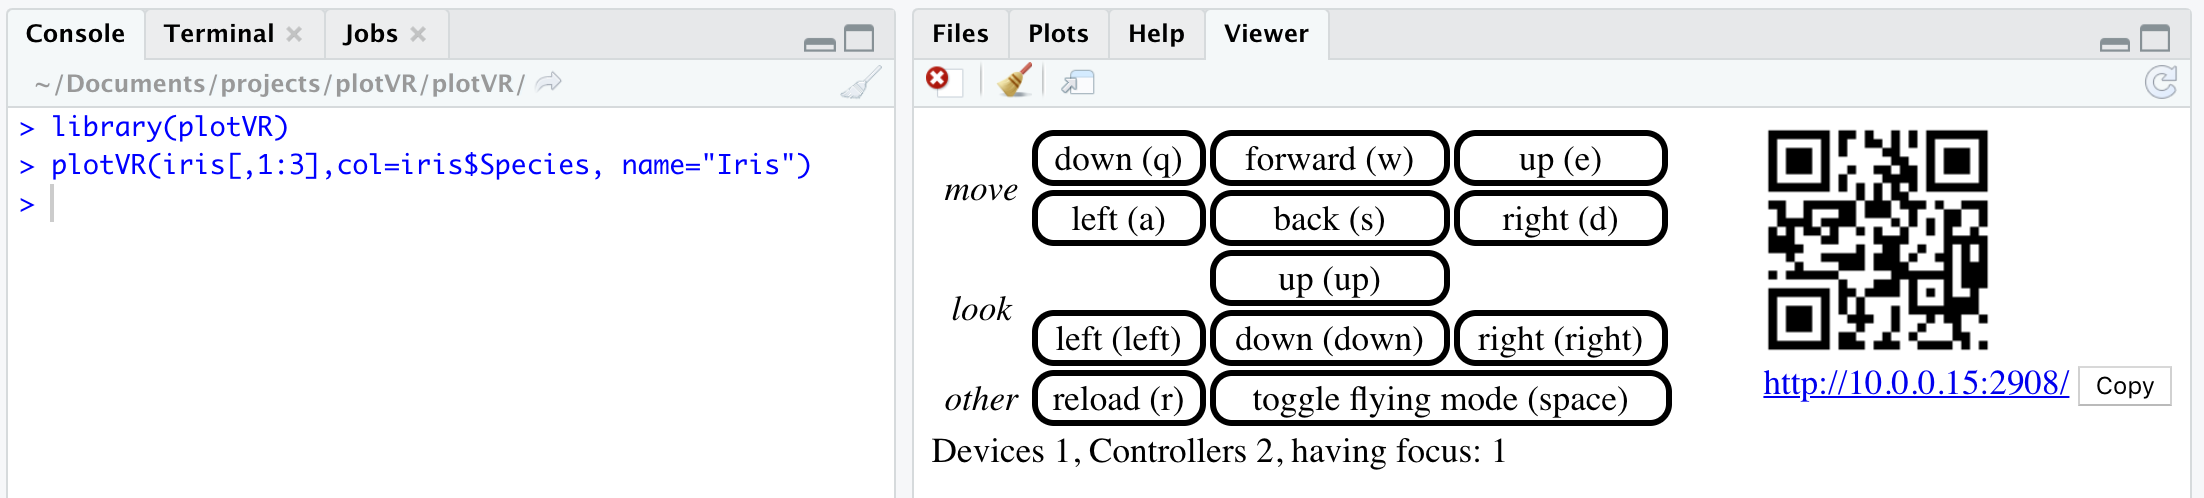 Console Terminal Jobs
~/Documents/projects/plotVR/plotVR/
> library(plotVR)
> plotVR(iris[,1:3],col=iris$Species, name="Iris")
>
Files Plots Help Viewer
move
down (q) forward (w) up (e)
left (a) back (s) right (d)
look
up (up)
left (left) down (down) right (right)
other reload (r) toggle flying mode (space)
Devices 1, Controllers 2, having focus: 1
http://10.0.0.15:2908/ Copy